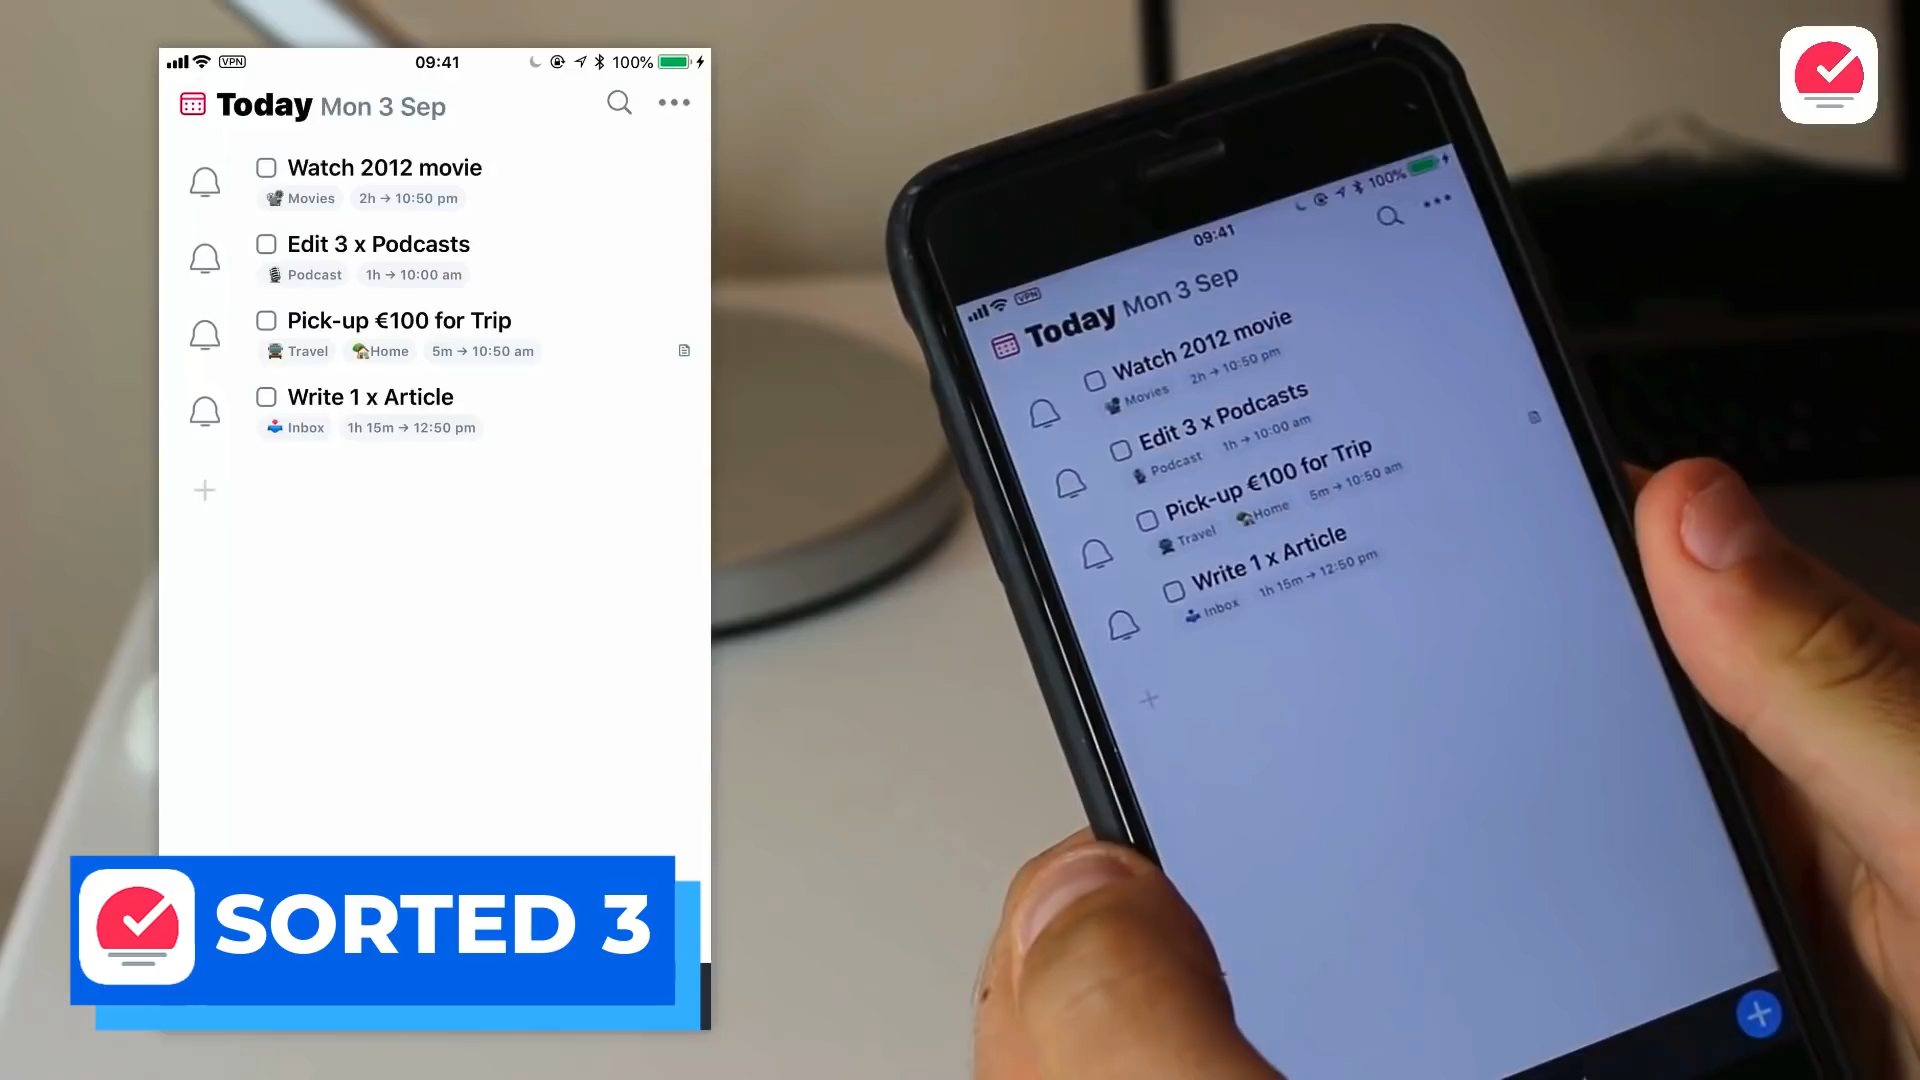 VPN 09:41 100%
Today Mon 3 Sep
Watch 2012 movie
Movies 2h → 10:50 pm
Edit 3 x Podcasts
Podcast 1h → 10:00 am
Pick-up €100 for Trip
Travel Home 5m → 10:50 am
Write 1 x Article
Inbox 1h 15m → 12:50 pm
SORTED 3
VPN 09:41 100%
Today Mon 3 Sep
Watch 2012 movie
Movies 2h → 10:50 pm
Edit 3 x Podcasts
Podcast 1h → 10:00 am
Pick-up €100 for Trip
Travel Home 5m → 10:50 am
Write 1 x Article
Inbox 1h 15m → 12:50 pm